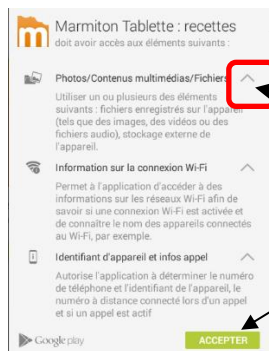 Marmiton Tablette : recettes
doit avoir accès aux éléments suivants :
Photos/Contenus multimédias/Fichiers
Utiliser un ou plusieurs des éléments
suivants : fichiers enregistrés sur l'appareil
(tels que des images, des vidéos ou des
fichiers audio), stockage externe de
l'appareil.
Information sur la connexion Wi-Fi
Permet à l'application d'accéder à des
informations sur les réseaux Wi-Fi afin de
savoir si une connexion Wi-Fi est activée et
de connaître le nom des appareils connectés
au Wi-Fi, par exemple.
Identifiant d'appareil et infos appel
Autorise l'application à déterminer le numéro
de téléphone et l'identifiant de l'appareil, le
numéro à distance connecté lors d'un appel
et si un appel est actif
Google play
ACCEPTER